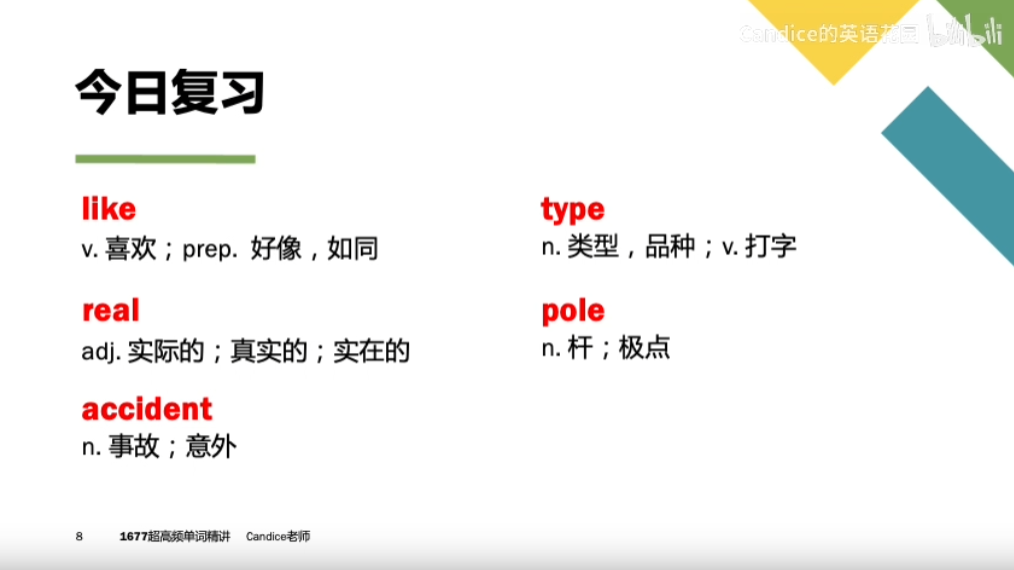 Candice的英语花园 bilibili
今日复习
like
v. 喜欢；prep. 好像，如同
real
adj. 实际的；真实的；实在的
accident
n. 事故；意外
type
n. 类型，品种；v. 打字
pole
n. 杆；极点
8 1677超高频单词精讲 Candice老师